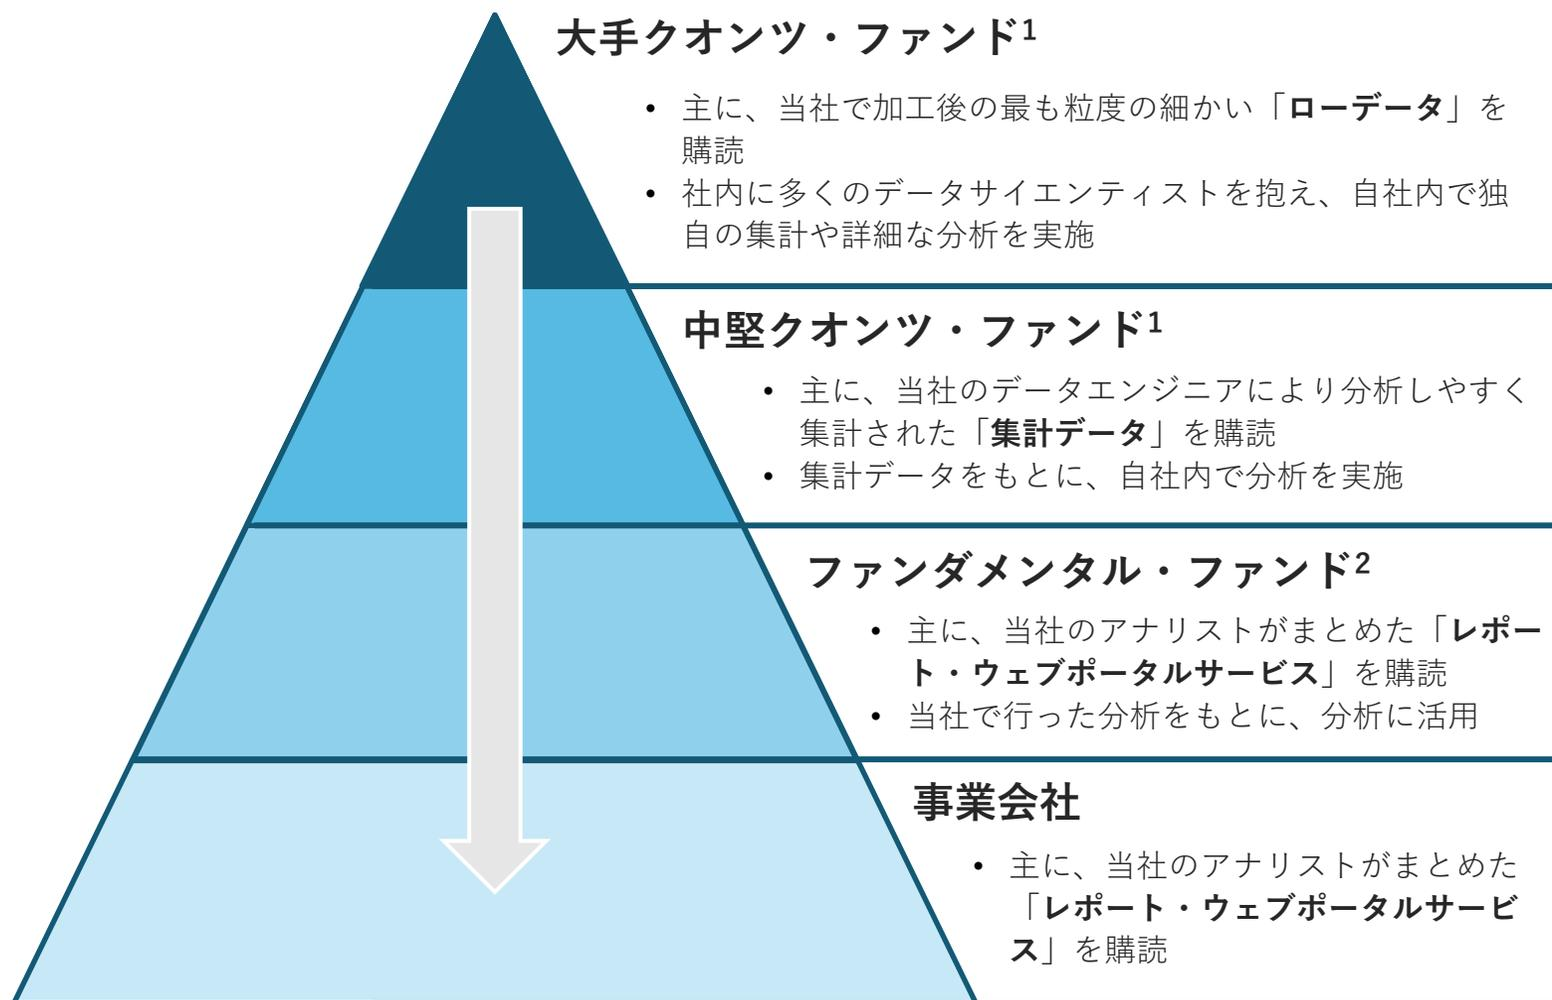 大手クオンツ・ファンド1
• 主に、当社で加工後の最も粒度の細かい「ローデータ」を
購読
• 社内に多くのデータサイエンティストを抱え、自社内で独
自の集計や詳細な分析を実施
中堅クオンツ・ファンド1
• 主に、当社のデータエンジニアにより分析しやすく
集計された「集計データ」を購読
• 集計データをもとに、自社内で分析を実施
ファンダメンタル・ファンド2
• 主に、当社のアナリストがまとめた「レポー
ト・ウェブポータルサービス」を購読
• 当社で行った分析をもとに、分析に活用
事業会社
• 主に、当社のアナリストがまとめた
「レポート・ウェブポータルサービ
ス」を購読